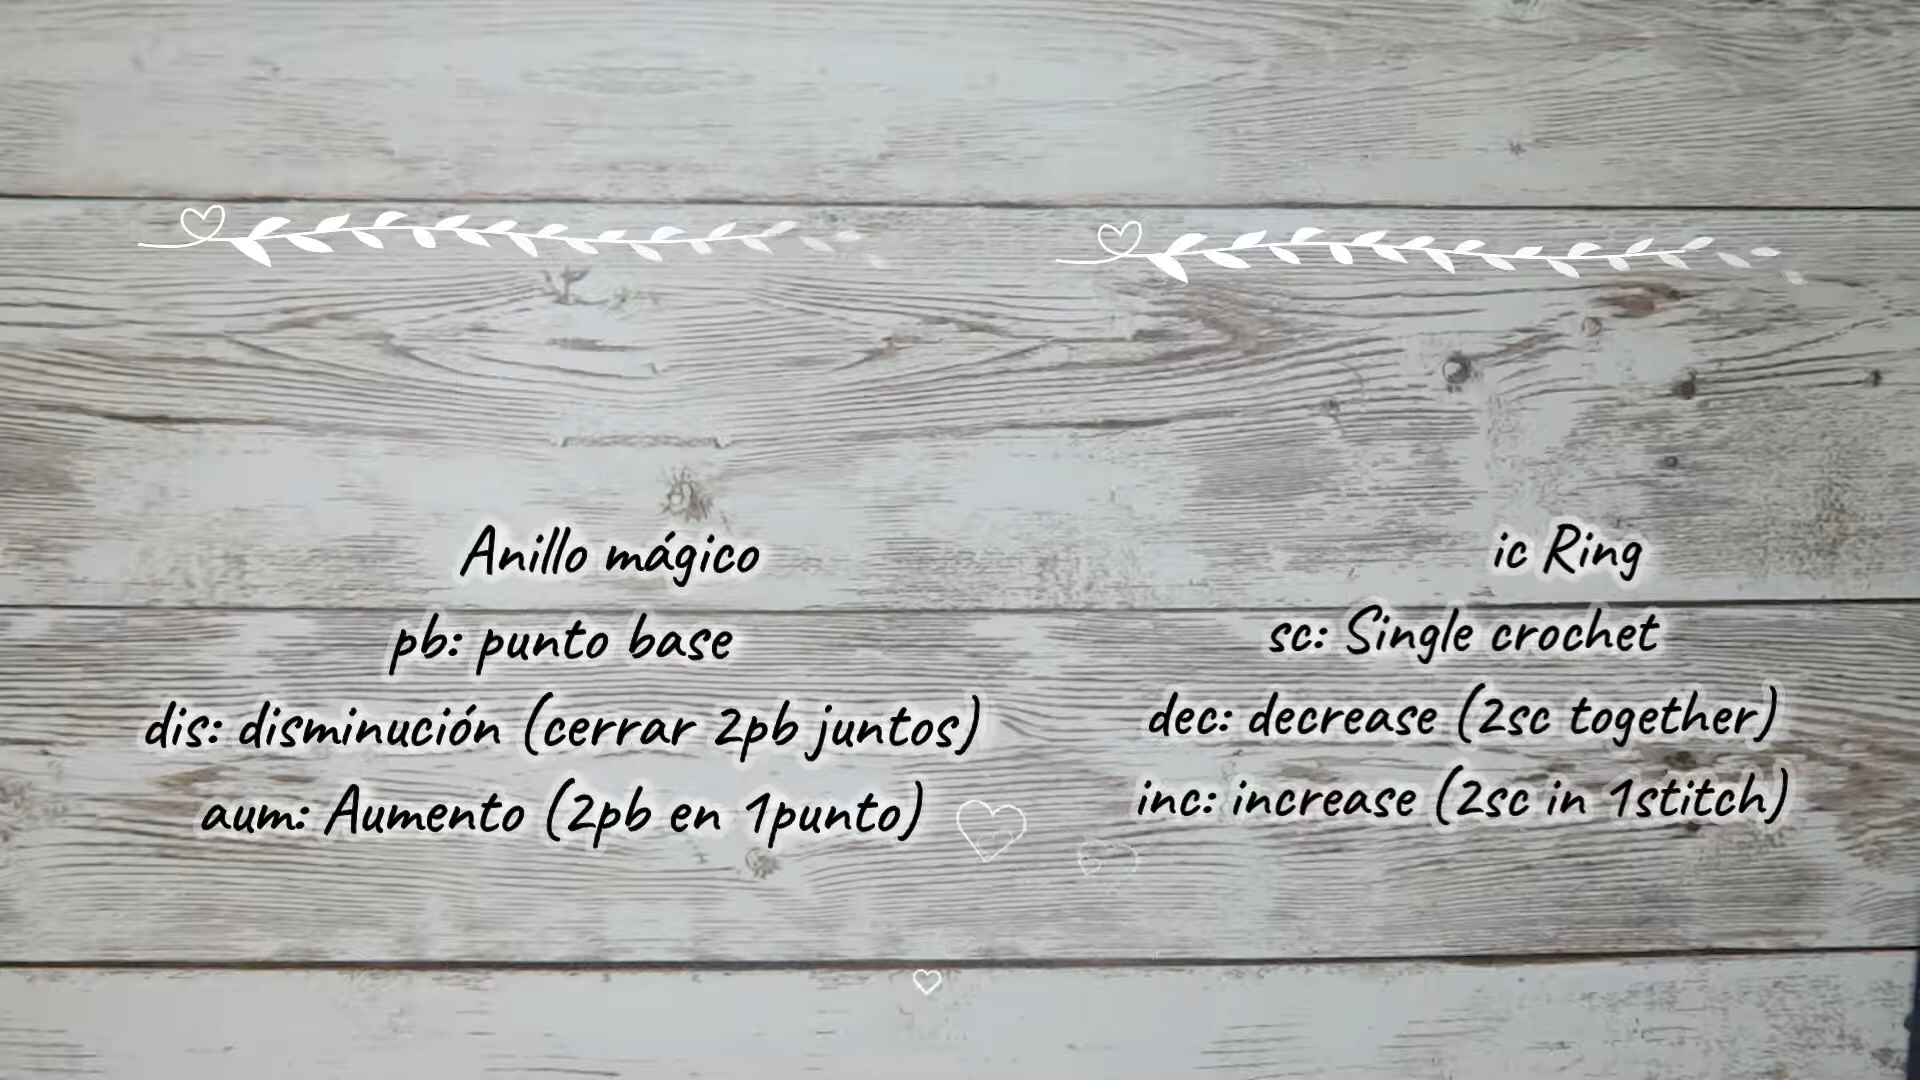 Anillo mágico
pb: punto base
dis: disminución (cerrar 2pb juntos)
aum: Aumento (2pb en 1punto)
ic Ring
sc: Single crochet
dec: decrease (2sc together)
inc: increase (2sc in 1stitch)